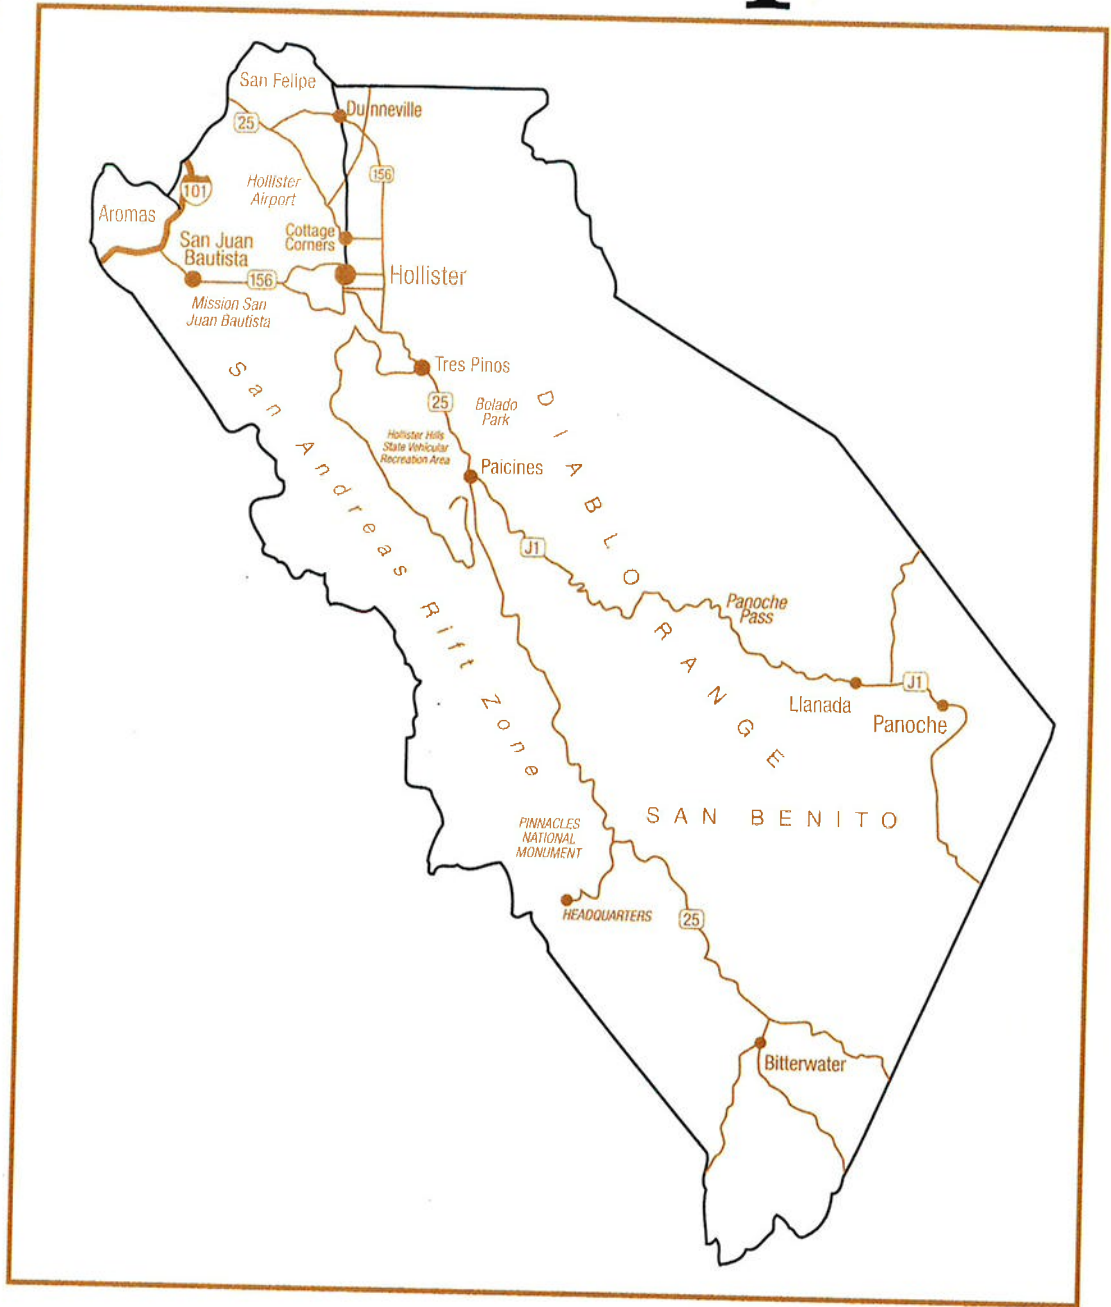 San Felipe
25
Dunneville
101
Hollister
Airport
156
Aromas
San Juan
Bautista
Cottage
Corners
156
Hollister
Mission San
Juan Bautista
Tres Pinos
25
Bolado
Park
Hollister Hills
State Vehicular
Recreation Area
Paicines
San Andreas Rift Zone
DIABLO RANGE
J1
Panoche
Pass
Llanada
J1
Panoche
SAN BENITO
PINNACLES
NATIONAL
MONUMENT
HEADQUARTERS
25
Bitterwater